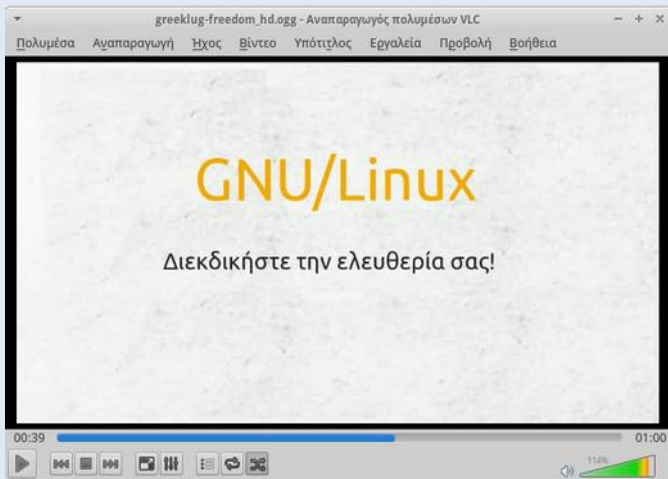 greeklug-freedom_hd.ogg - Αναπαραγωγός πολυμέσων VLC
Πολυμέσα Αναπαραγωγή Ήχος Βίντεο Υπότιτλος Εργαλεία Προβολή Βοήθεια
GNU/Linux
Διεκδικήστε την ελευθερία σας!
00:39 01:00
114%